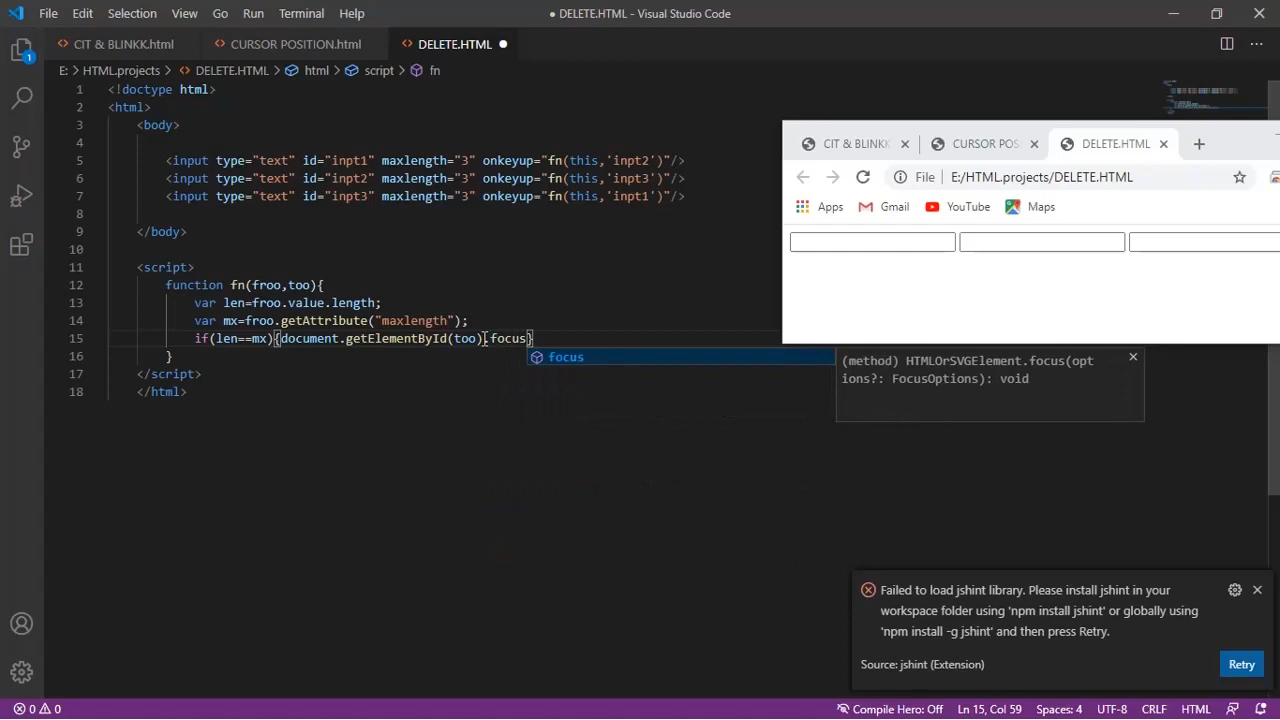 File Edit Selection View Go Run Terminal Help
● DELETE.HTML - Visual Studio Code
CIT & BLINKK.html CURSOR POSITION.html DELETE.HTML
E: > HTML.projects > DELETE.HTML > html > script > fn
1 <!doctype html>
2 <html>
3 <body>
4
5 <input type="text" id="inpt1" maxlength="3" onkeyup="fn(this,'inpt2')"/>
6 <input type="text" id="inpt2" maxlength="3" onkeyup="fn(this,'inpt3')"/>
7 <input type="text" id="inpt3" maxlength="3" onkeyup="fn(this,'inpt1')"/>
8
9 </body>
10
11 <script>
12 function fn(froo,too){
13 var len=froo.value.length;
14 var mx=froo.getAttribute("maxlength");
15 if(len==mx){document.getElementById(too).focus}
16 }
17 </script>
18 </html>
focus
(method) HTMLOrSVGElement.focus(opt
ions?: FocusOptions): void
CIT & BLINKK CURSOR POS DELETE.HTML
File E:/HTML.projects/DELETE.HTML
Apps Gmail YouTube Maps
Failed to load jshint library. Please install jshint in your
workspace folder using 'npm install jshint' or globally using
'npm install -g jshint' and then press Retry.
Source: jshint (Extension)
Retry
1
0 0 Compile Hero: Off Ln 15, Col 59 Spaces: 4 UTF-8 CRLF HTML